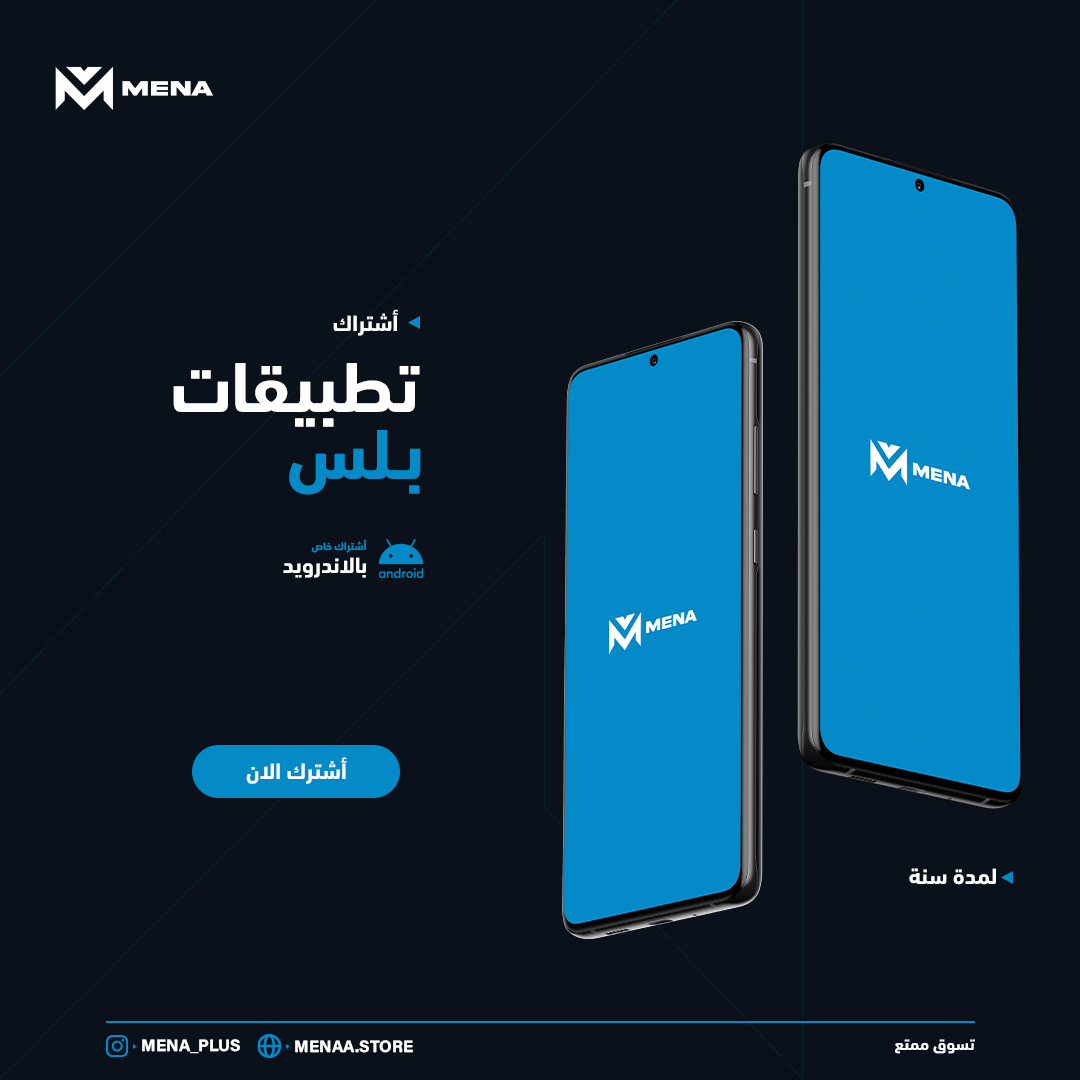 MENA
أشتراك
تطبيقات
بلس
أشتراك خاص
بالاندرويد
android
أشترك الان
MENA
MENA
لمدة سنة
MENA_PLUS
MENAA.STORE
تسوق ممتع